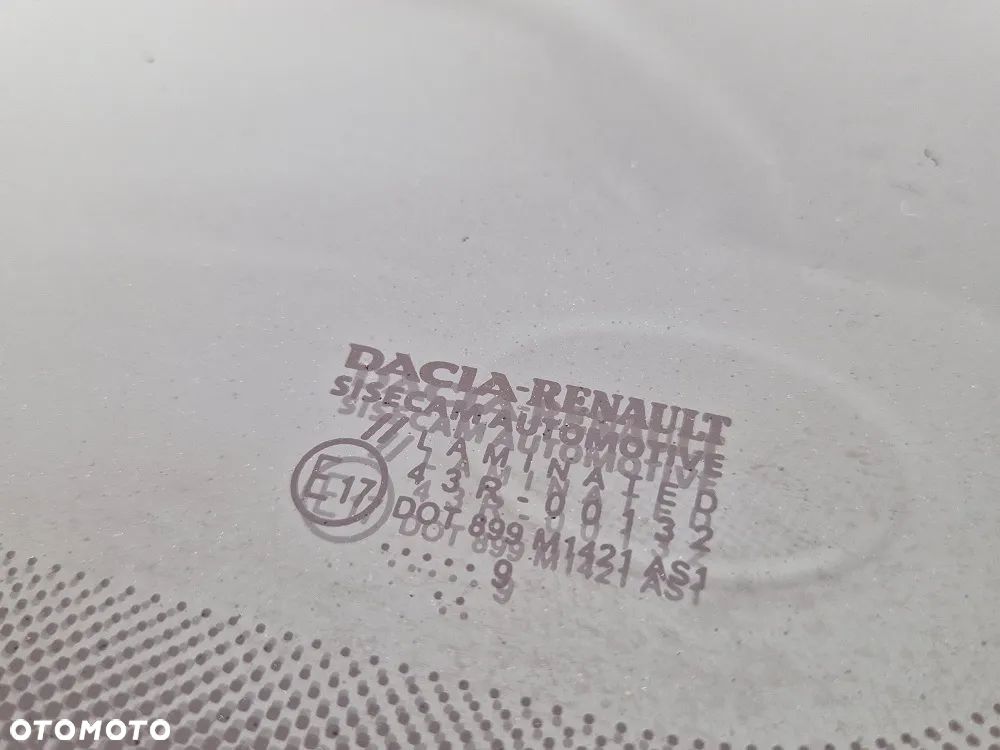 DACIA-RENAULT
SISECAM AUTOMOTIVE
// LAMINATED
E17 43R-00132
DOT 899 M1421 AS1
....... 9
..
OTOMOTO